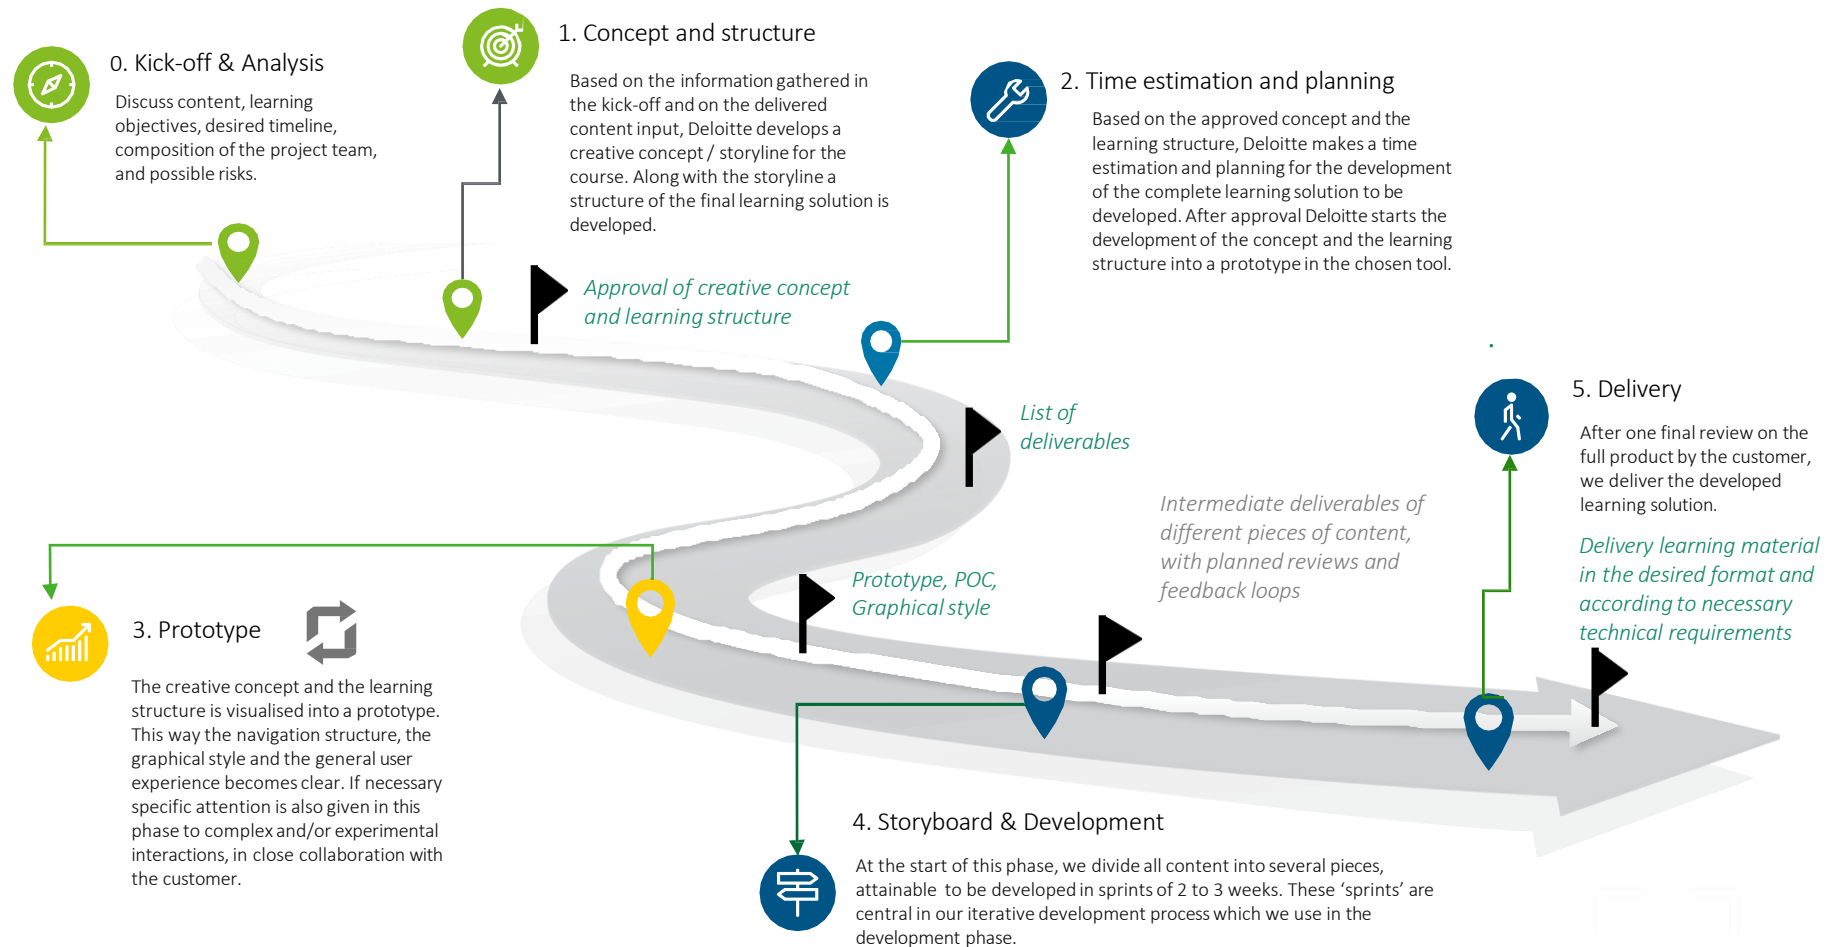 0. Kick-off & Analysis
Discuss content, learning
objectives, desired timeline,
composition of the project team,
and possible risks.
1. Concept and structure
Based on the information gathered in
the kick-off and on the delivered
content input, Deloitte develops a
creative concept / storyline for the
course. Along with the storyline a
structure of the final learning solution is
developed.
Approval of creative concept
and learning structure
2. Time estimation and planning
Based on the approved concept and the
learning structure, Deloitte makes a time
estimation and planning for the development
of the complete learning solution to be
developed. After approval Deloitte starts the
development of the concept and the learning
structure into a prototype in the chosen tool.
List of
deliverables
3. Prototype
The creative concept and the learning
structure is visualised into a prototype.
This way the navigation structure, the
graphical style and the general user
experience becomes clear. If necessary
specific attention is also given in this
phase to complex and/or experimental
interactions, in close collaboration with
the customer.
Prototype, POC,
Graphical style
4. Storyboard & Development
At the start of this phase, we divide all content into several pieces,
attainable to be developed in sprints of 2 to 3 weeks. These ‘sprints’ are
central in our iterative development process which we use in the
development phase.
Intermediate deliverables of
different pieces of content,
with planned reviews and
feedback loops
5. Delivery
After one final review on the
full product by the customer,
we deliver the developed
learning solution.
Delivery learning material
in the desired format and
according to necessary
technical requirements